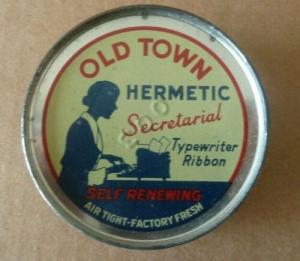 OLD TOWN
HERMETIC
Secretarial
Typewriter
Ribbon
SELF RENEWING
AIR TIGHT-FACTORY FRESH